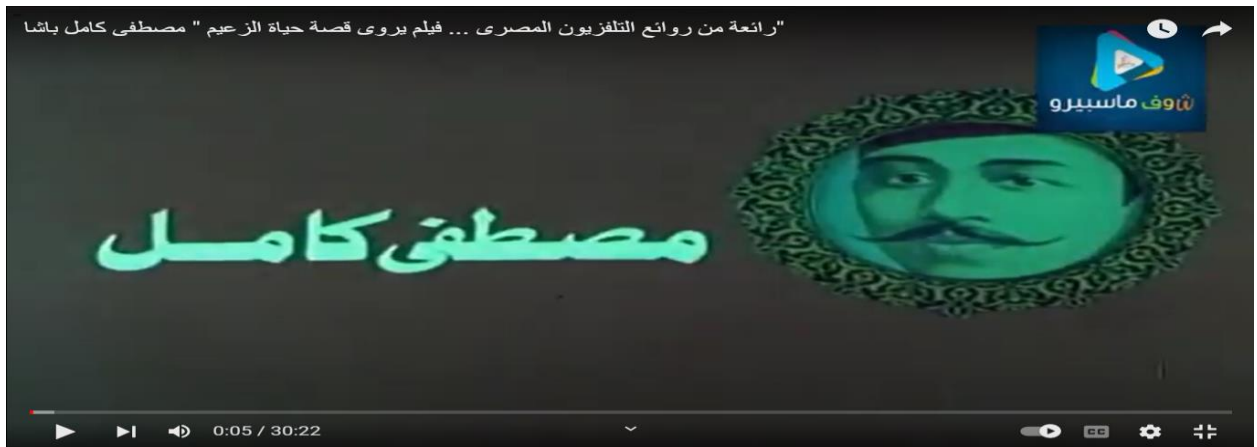 رائعة من روائع التلفزيون المصرى ... فيلم يروى قصة حياة الزعيم " مصطفى كامل باشا"
شوف ماسبيرو
مصطفى كامل
0:05 / 30:22
CC